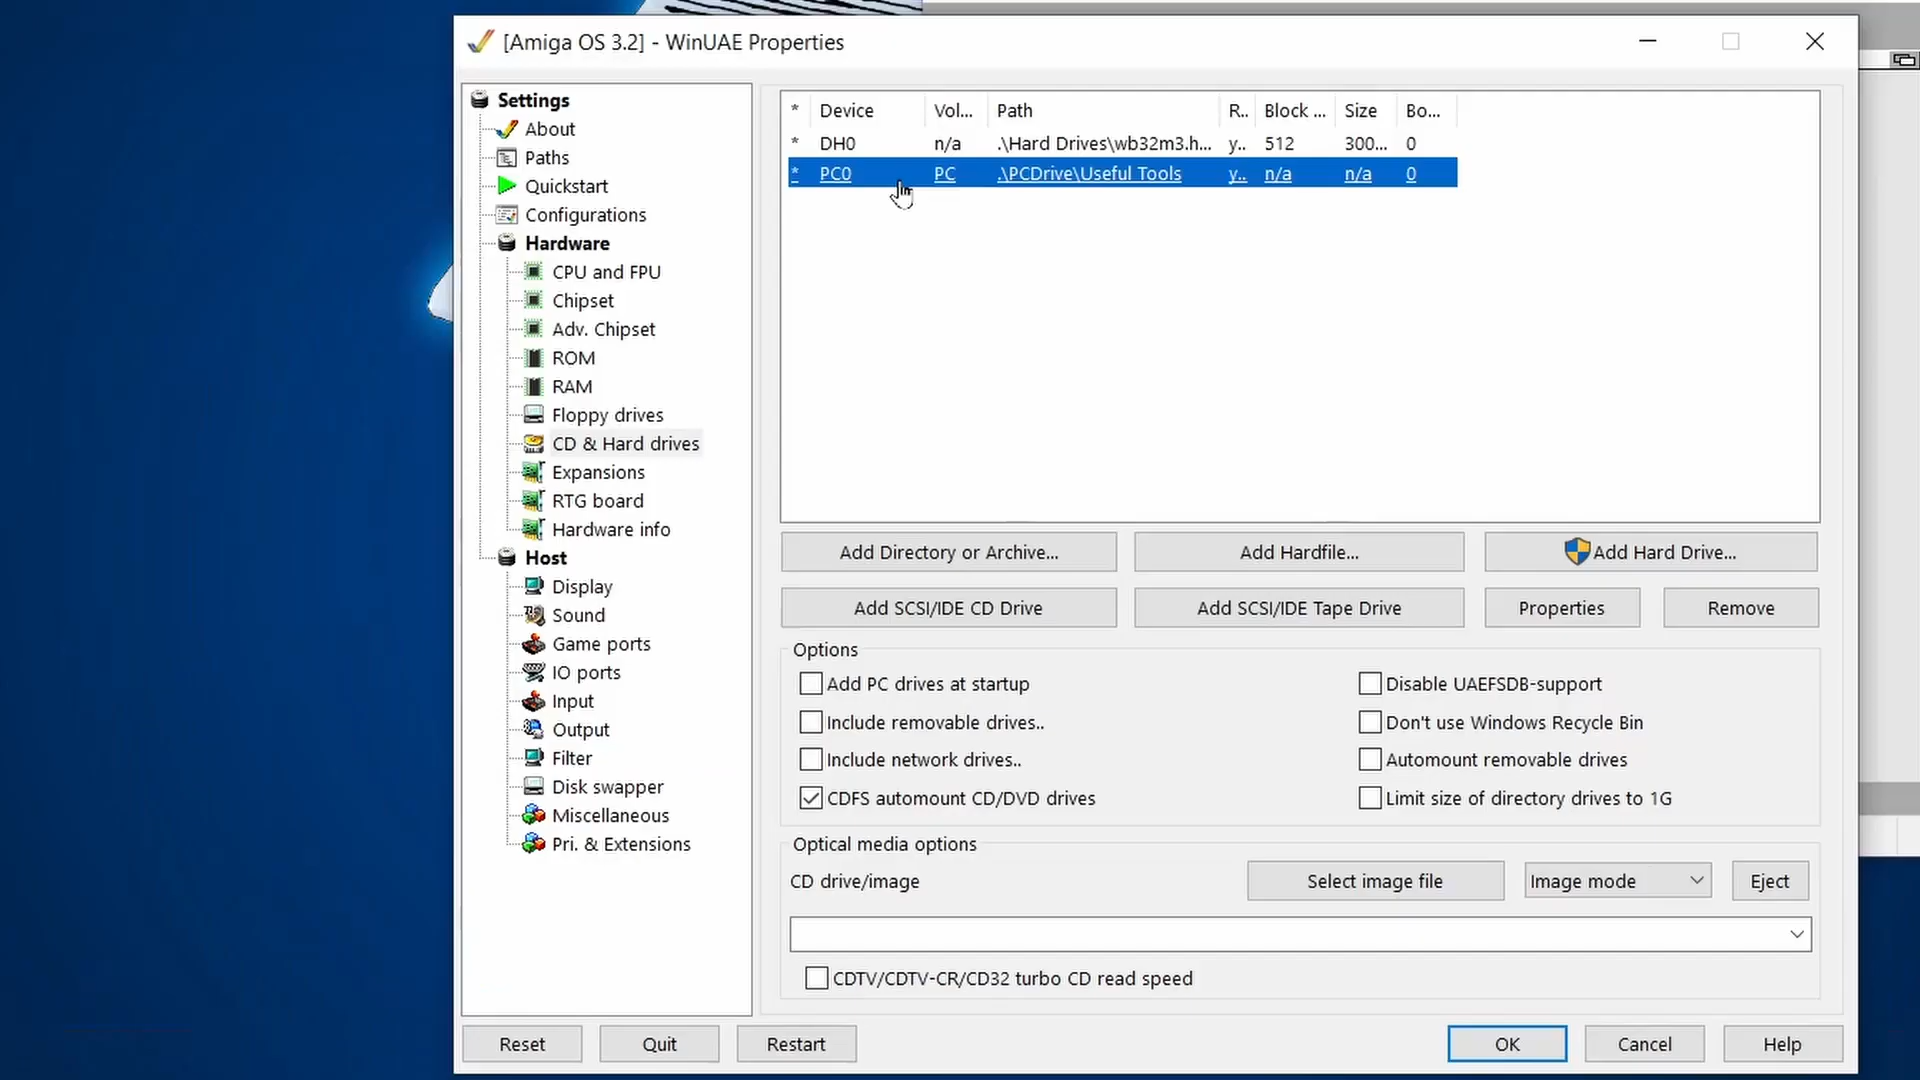 [Amiga OS 3.2] - WinUAE Properties
Settings
About
Paths
Quickstart
Configurations
Hardware
CPU and FPU
Chipset
Adv. Chipset
ROM
RAM
Floppy drives
CD & Hard drives
Expansions
RTG board
Hardware info
Host
Display
Sound
Game ports
IO ports
Input
Output
Filter
Disk swapper
Miscellaneous
Pri. & Extensions
* Device Vol... Path R.. Block ... Size Bo...
* DH0 n/a .\Hard Drives\wb32m3.h... y.. 512 300... 0
* PC0 PC .\PCDrive\Useful Tools y.. n/a n/a 0
Add Directory or Archive... Add Hardfile... Add Hard Drive...
Add SCSI/IDE CD Drive Add SCSI/IDE Tape Drive Properties Remove
Options
Add PC drives at startup Disable UAEFSDB-support
Include removable drives.. Don't use Windows Recycle Bin
Include network drives.. Automount removable drives
CDFS automount CD/DVD drives Limit size of directory drives to 1G
Optical media options
CD drive/image Select image file Image mode Eject
CDTV/CDTV-CR/CD32 turbo CD read speed
Reset Quit Restart OK Cancel Help